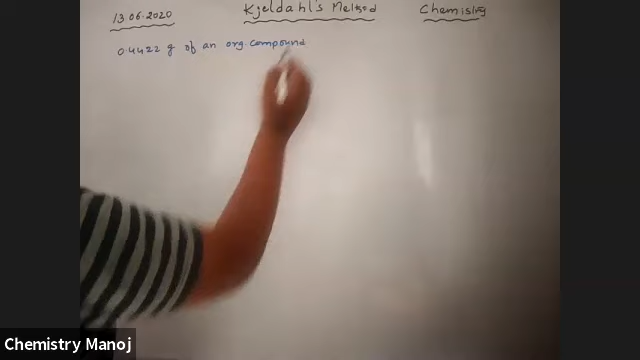 13.06.2020 Kjeldahl's Method Chemistry
0.4422 g of an org. compound
Chemistry Manoj